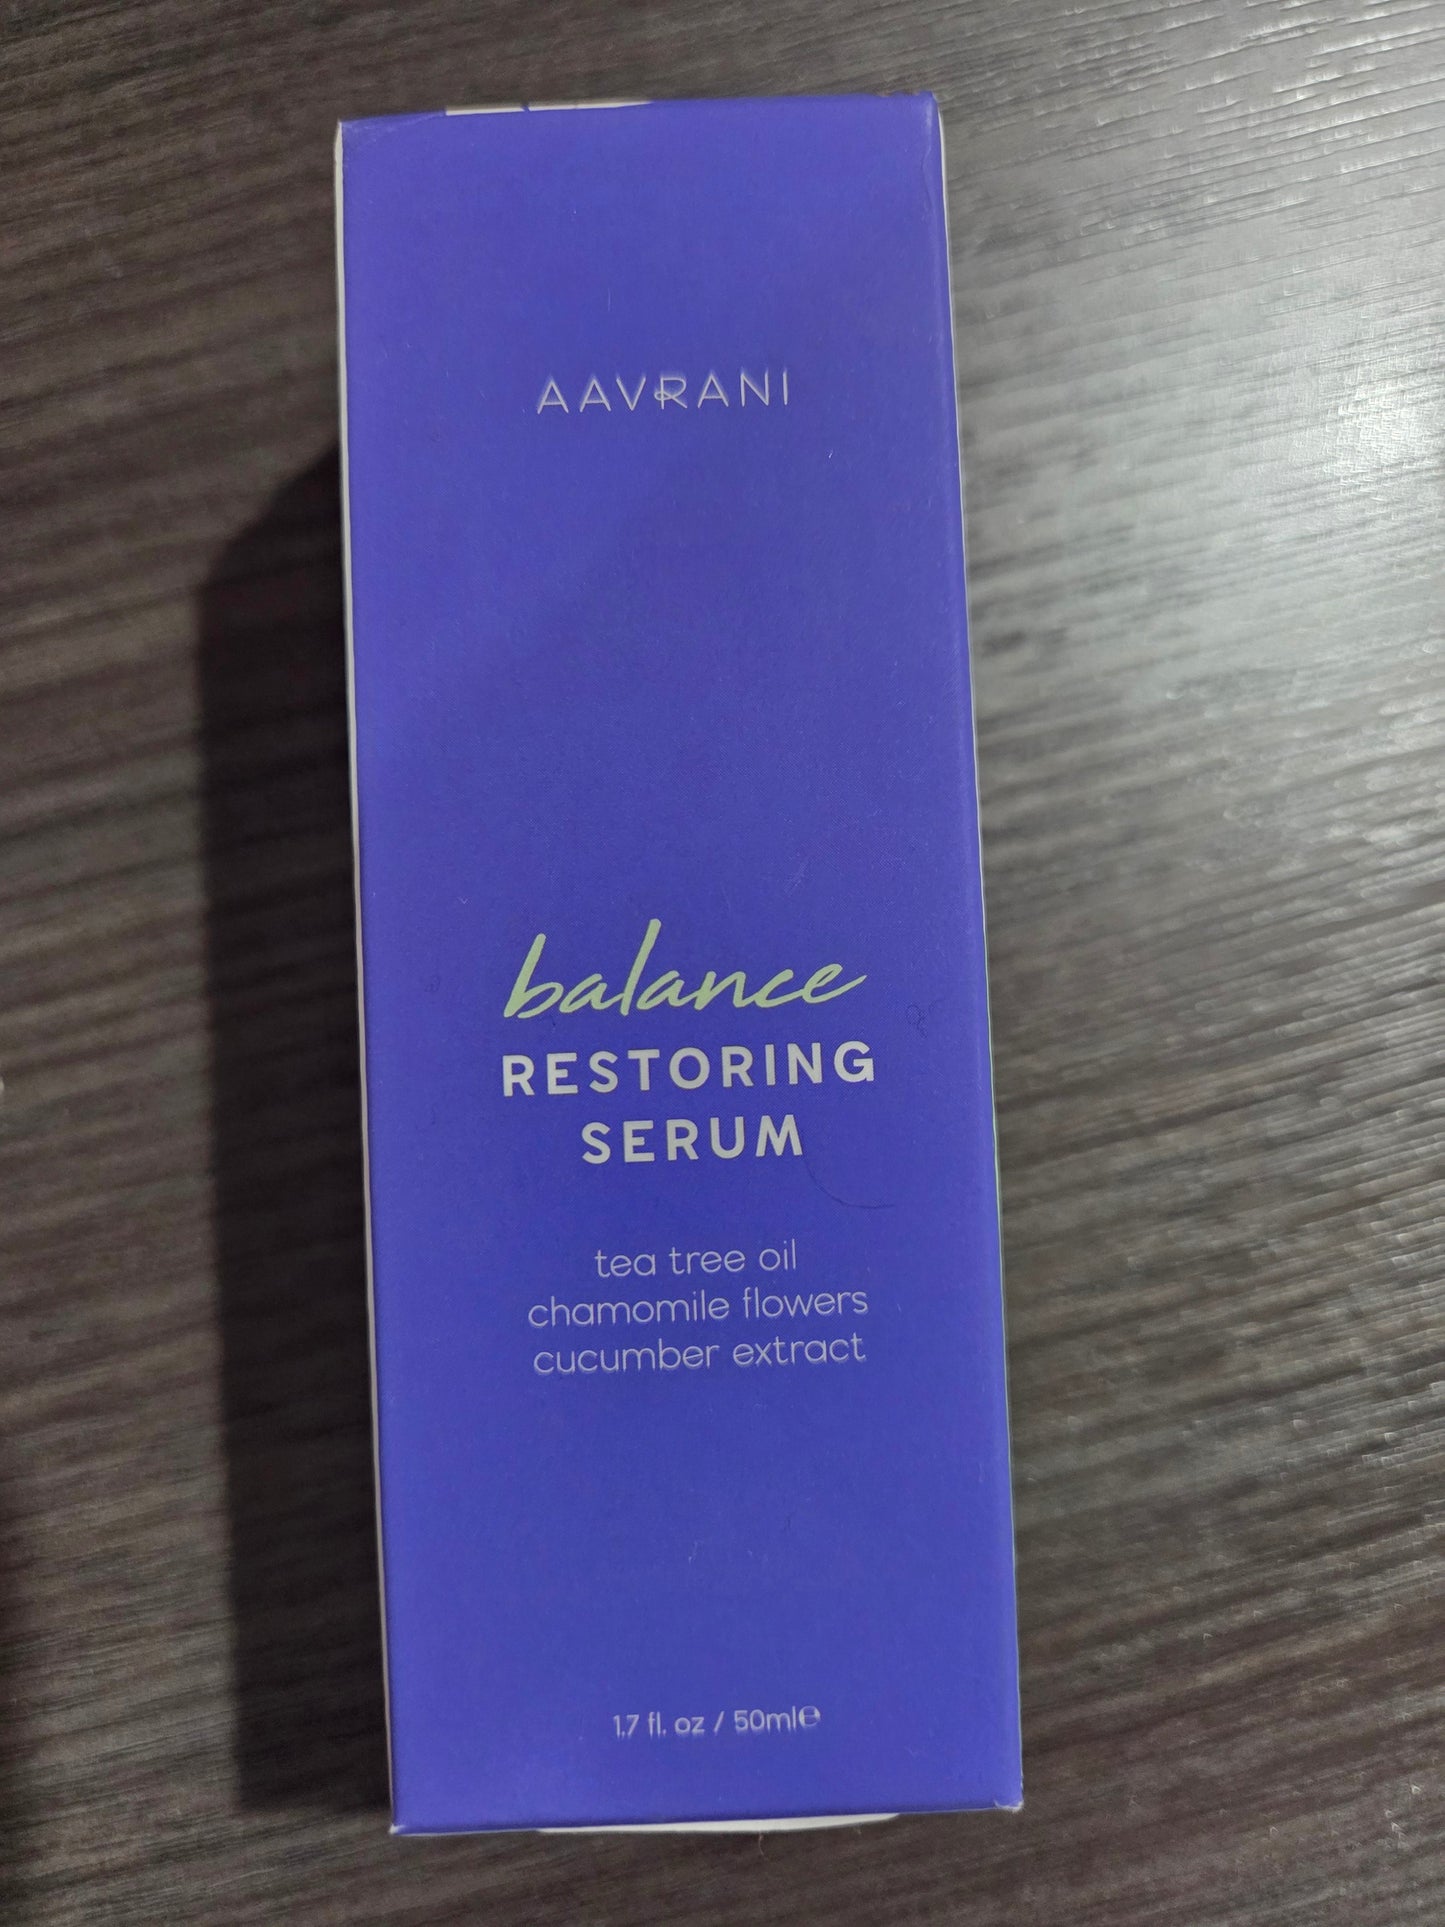 AAVRANI
balance
RESTORING
SERUM
tea tree oil
chamomile flowers
cucumber extract
1.7 fl. oz / 50ml℮